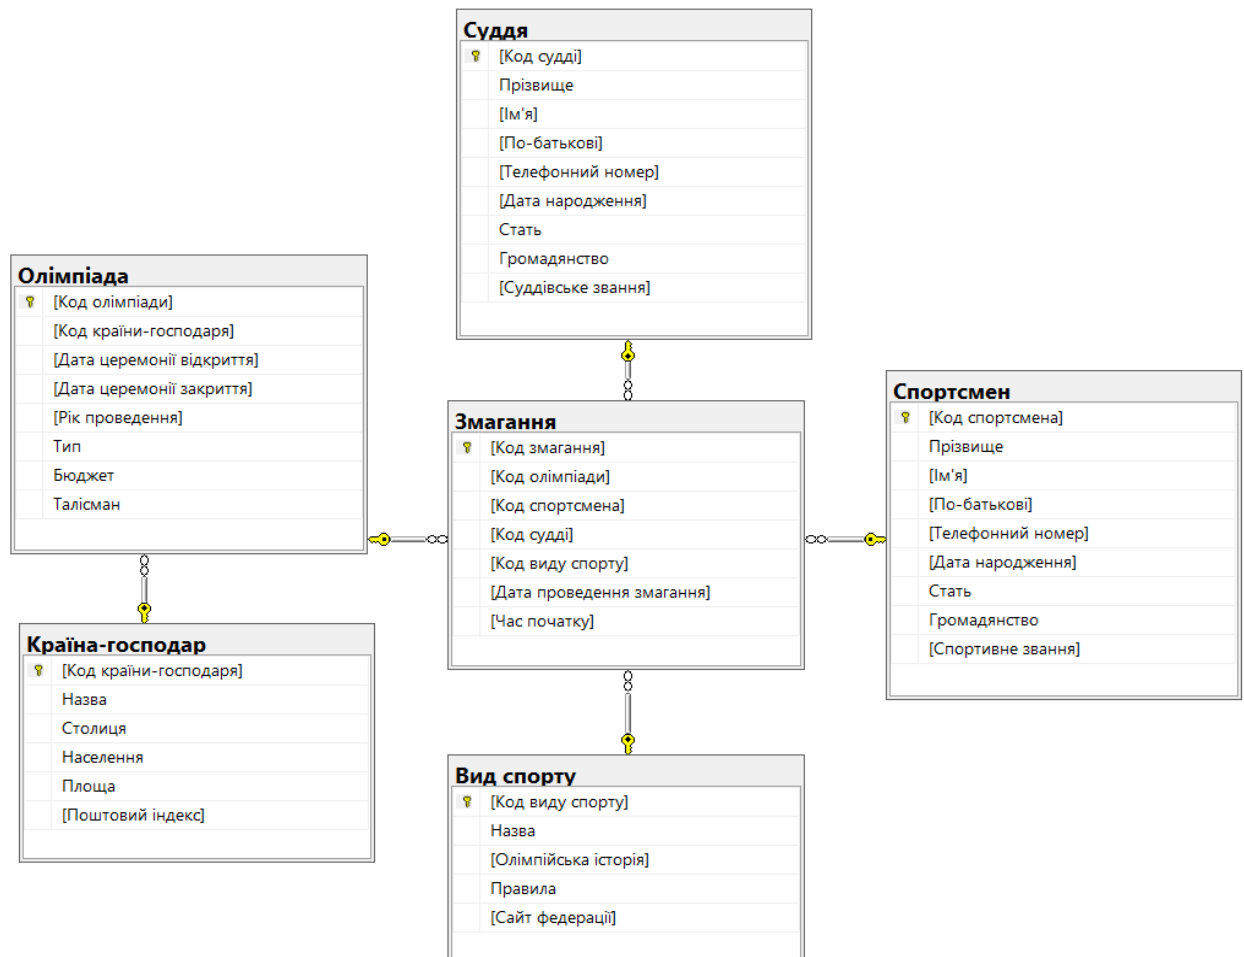 Суддя
[Код судді]
Прізвище
[Ім'я]
[По-батькові]
[Телефонний номер]
[Дата народження]
Стать
Громадянство
[Суддівське звання]
Олімпіада
[Код олімпіади]
[Код країни-господаря]
[Дата церемонії відкриття]
[Дата церемонії закриття]
[Рік проведення]
Тип
Бюджет
Талісман
Змагання
[Код змагання]
[Код олімпіади]
[Код спортсмена]
[Код судді]
[Код виду спорту]
[Дата проведення змагання]
[Час початку]
Спортсмен
[Код спортсмена]
Прізвище
[Ім'я]
[По-батькові]
[Телефонний номер]
[Дата народження]
Стать
Громадянство
[Спортивне звання]
Країна-господар
[Код країни-господаря]
Назва
Столиця
Населення
Площа
[Поштовий індекс]
Вид спорту
[Код виду спорту]
Назва
[Олімпійська історія]
Правила
[Сайт федерації]